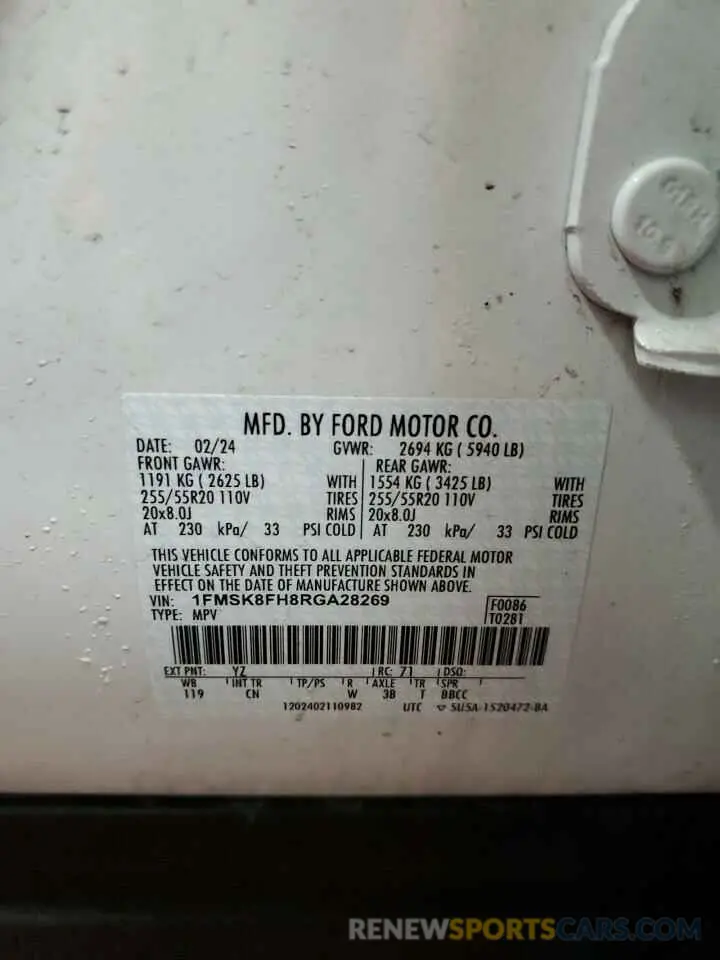 MFD. BY FORD MOTOR CO.
DATE: 02/24 GVWR: 2694 KG ( 5940 LB)
FRONT GAWR: REAR GAWR:
1191 KG ( 2625 LB) WITH 1554 KG ( 3425 LB) WITH
255/55R20 110V TIRES 255/55R20 110V TIRES
20x8.0J RIMS 20x8.0J RIMS
AT 230 kPa/ 33 PSI COLD AT 230 kPa/ 33 PSI COLD
THIS VEHICLE CONFORMS TO ALL APPLICABLE FEDERAL MOTOR
VEHICLE SAFETY AND THEFT PREVENTION STANDARDS IN
EFFECT ON THE DATE OF MANUFACTURE SHOWN ABOVE.
VIN: 1FMSK8FH8RGA28269 F0086
TYPE: MPV T0281
EXT PNT: YZ RC: 71 DSO:
WB INT TR TP/PS R AXLE TR SPR
119 CN W 3B T BBCC
1202402110982 UTC SU5A-1520472-BA
10.9
RENEWSPORTSCARS.COM